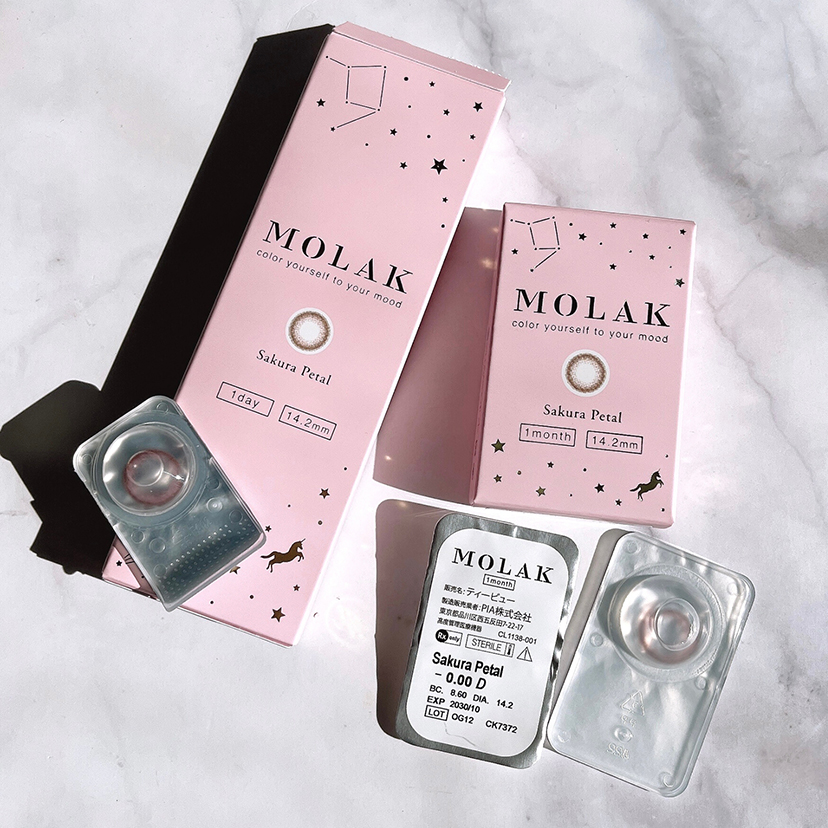 MOLAK
color yourself to your mood
Sakura Petal
1day 14.2mm
MOLAK
color yourself to your mood
Sakura Petal
1month 14.2mm
MOLAK
1month
販売名: ティービュー
製造販売業者: PIA株式会社
東京都品川区西五反田7-22-17
高度管理医療機器 CL1138-001
Rx only STERILE
Sakura Petal
- 0.00 D
BC. 8.60 DIA. 14.2
EXP 2030/10
LOT OG12 CK7372